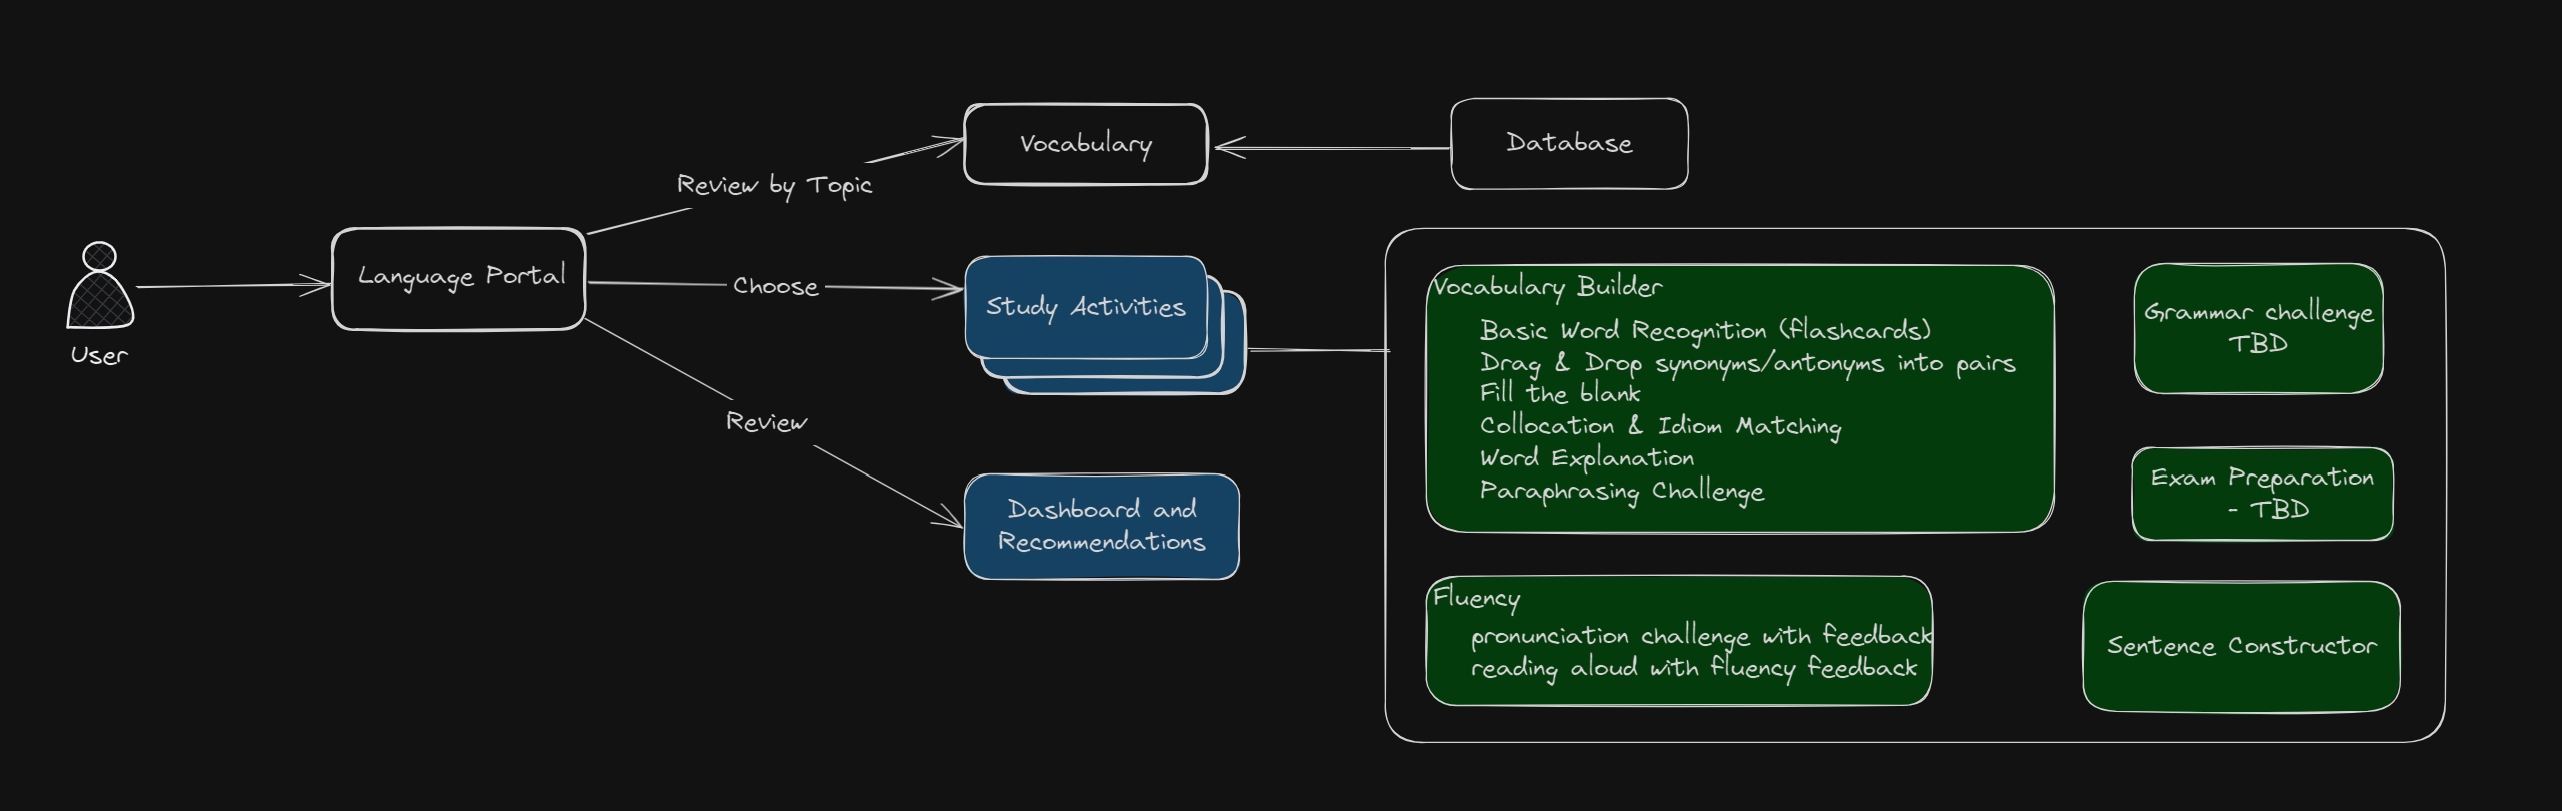 User
Language Portal
Review by Topic
Choose
Review
Vocabulary
Database
Study Activities
Dashboard and
Recommendations
Vocabulary Builder
Basic Word Recognition (flashcards)
Drag & Drop synonyms/antonyms into pairs
Fill the blank
Collocation & Idiom Matching
Word Explanation
Paraphrasing Challenge
Fluency
pronunciation challenge with feedback
reading aloud with fluency feedback
Grammar challenge
TBD
Exam Preparation
- TBD
Sentence Constructor